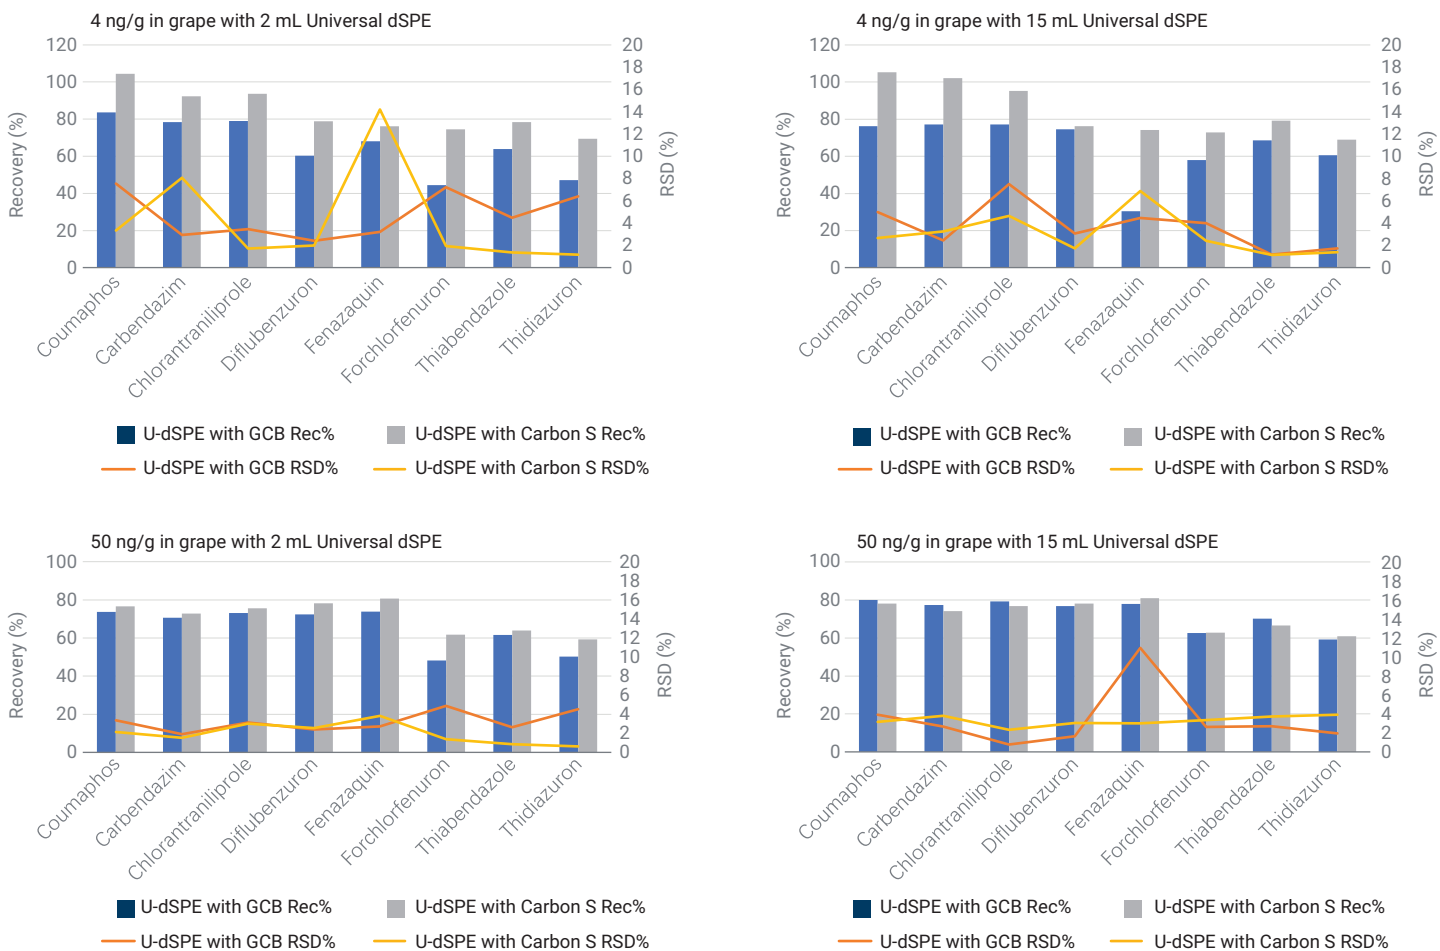 4 ng/g in grape with 2 mL Universal dSPE
120
100
80
60
40
20
0
Recovery (%)
20
18
16
14
12
10
8
6
4
2
0
RSD (%)
Coumaphos
Carbendazim
Chlorantraniliprole
Diflubenzuron
Fenazaquin
Forchlorfenuron
Thiabendazole
Thidiazuron
U-dSPE with GCB Rec%
U-dSPE with Carbon S Rec%
U-dSPE with GCB RSD%
U-dSPE with Carbon S RSD%
4 ng/g in grape with 15 mL Universal dSPE
120
100
80
60
40
20
0
Recovery (%)
20
18
16
14
12
10
8
6
4
2
0
RSD (%)
Coumaphos
Carbendazim
Chlorantraniliprole
Diflubenzuron
Fenazaquin
Forchlorfenuron
Thiabendazole
Thidiazuron
U-dSPE with GCB Rec%
U-dSPE with Carbon S Rec%
U-dSPE with GCB RSD%
U-dSPE with Carbon S RSD%
50 ng/g in grape with 2 mL Universal dSPE
100
80
60
40
20
0
Recovery (%)
20
18
16
14
12
10
8
6
4
2
0
RSD (%)
Coumaphos
Carbendazim
Chlorantraniliprole
Diflubenzuron
Fenazaquin
Forchlorfenuron
Thiabendazole
Thidiazuron
U-dSPE with GCB Rec%
U-dSPE with Carbon S Rec%
U-dSPE with GCB RSD%
U-dSPE with Carbon S RSD%
50 ng/g in grape with 15 mL Universal dSPE
100
80
60
40
20
0
Recovery (%)
20
18
16
14
12
10
8
6
4
2
0
RSD (%)
Coumaphos
Carbendazim
Chlorantraniliprole
Diflubenzuron
Fenazaquin
Forchlorfenuron
Thiabendazole
Thidiazuron
U-dSPE with GCB Rec%
U-dSPE with Carbon S Rec%
U-dSPE with GCB RSD%
U-dSPE with Carbon S RSD%